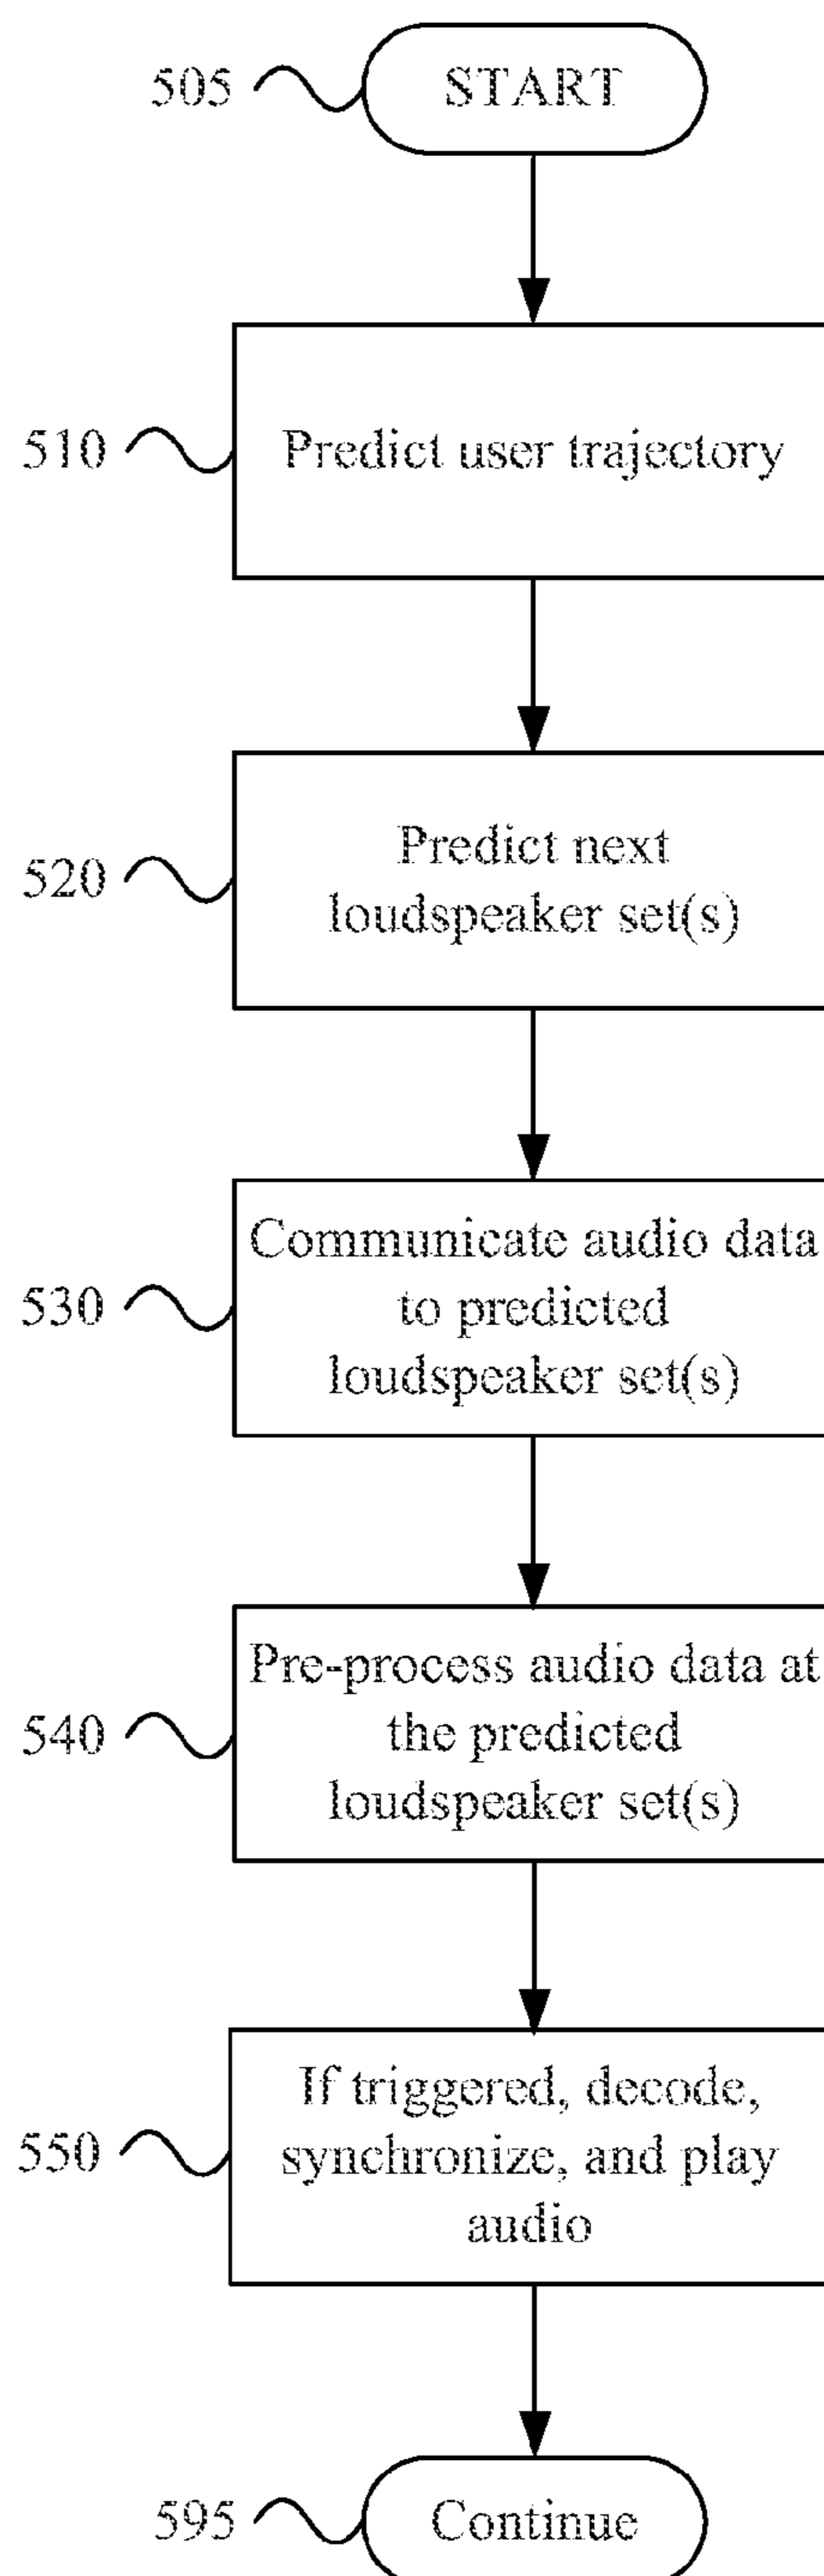 505 START
510 Predict user trajectory
520 Predict next
loudspeaker set(s)
530 Communicate audio data
to predicted
loudspeaker set(s)
540 Pre-process audio data at
the predicted
loudspeaker set(s)
550 If triggered, decode,
synchronize, and play
audio
595 Continue